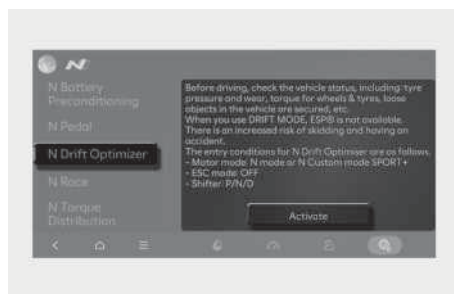 N
N Battery
Preconditioning
N Pedal
N Drift Optimizer
N Race
N Torque
Distribution
Before driving, check the vehicle status, including tyre
pressure and wear, torque for wheels & tyres, loose
objects in the vehicle are secured, etc.
When you use DRIFT MODE, ESP® is not available.
There is an increased risk of skidding and having an
accident.
The entry conditions for N Drift Optimizer are as follows.
- Motor mode: N mode or N Custom mode SPORT+
- ESC mode: OFF
- Shifter: P/N/D
Activate